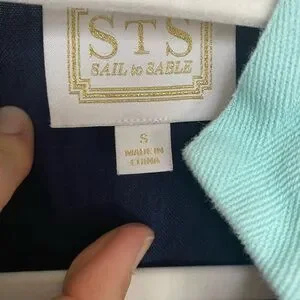 STS
SAIL to SABLE
S
MADE IN
CHINA